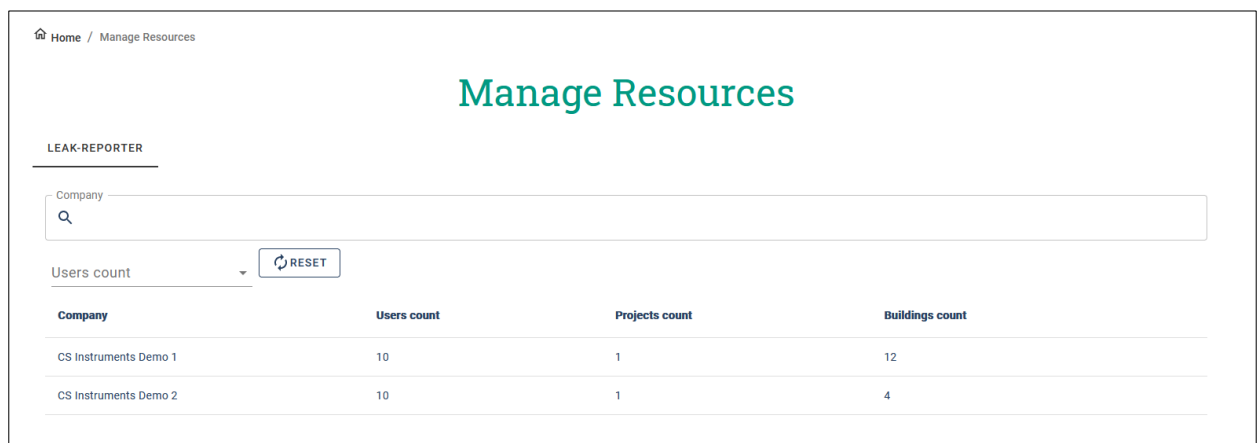 Home / Manage Resources
Manage Resources
LEAK-REPORTER
Company
Users count RESET
Company Users count Projects count Buildings count
CS Instruments Demo 1 10 1 12
CS Instruments Demo 2 10 1 4